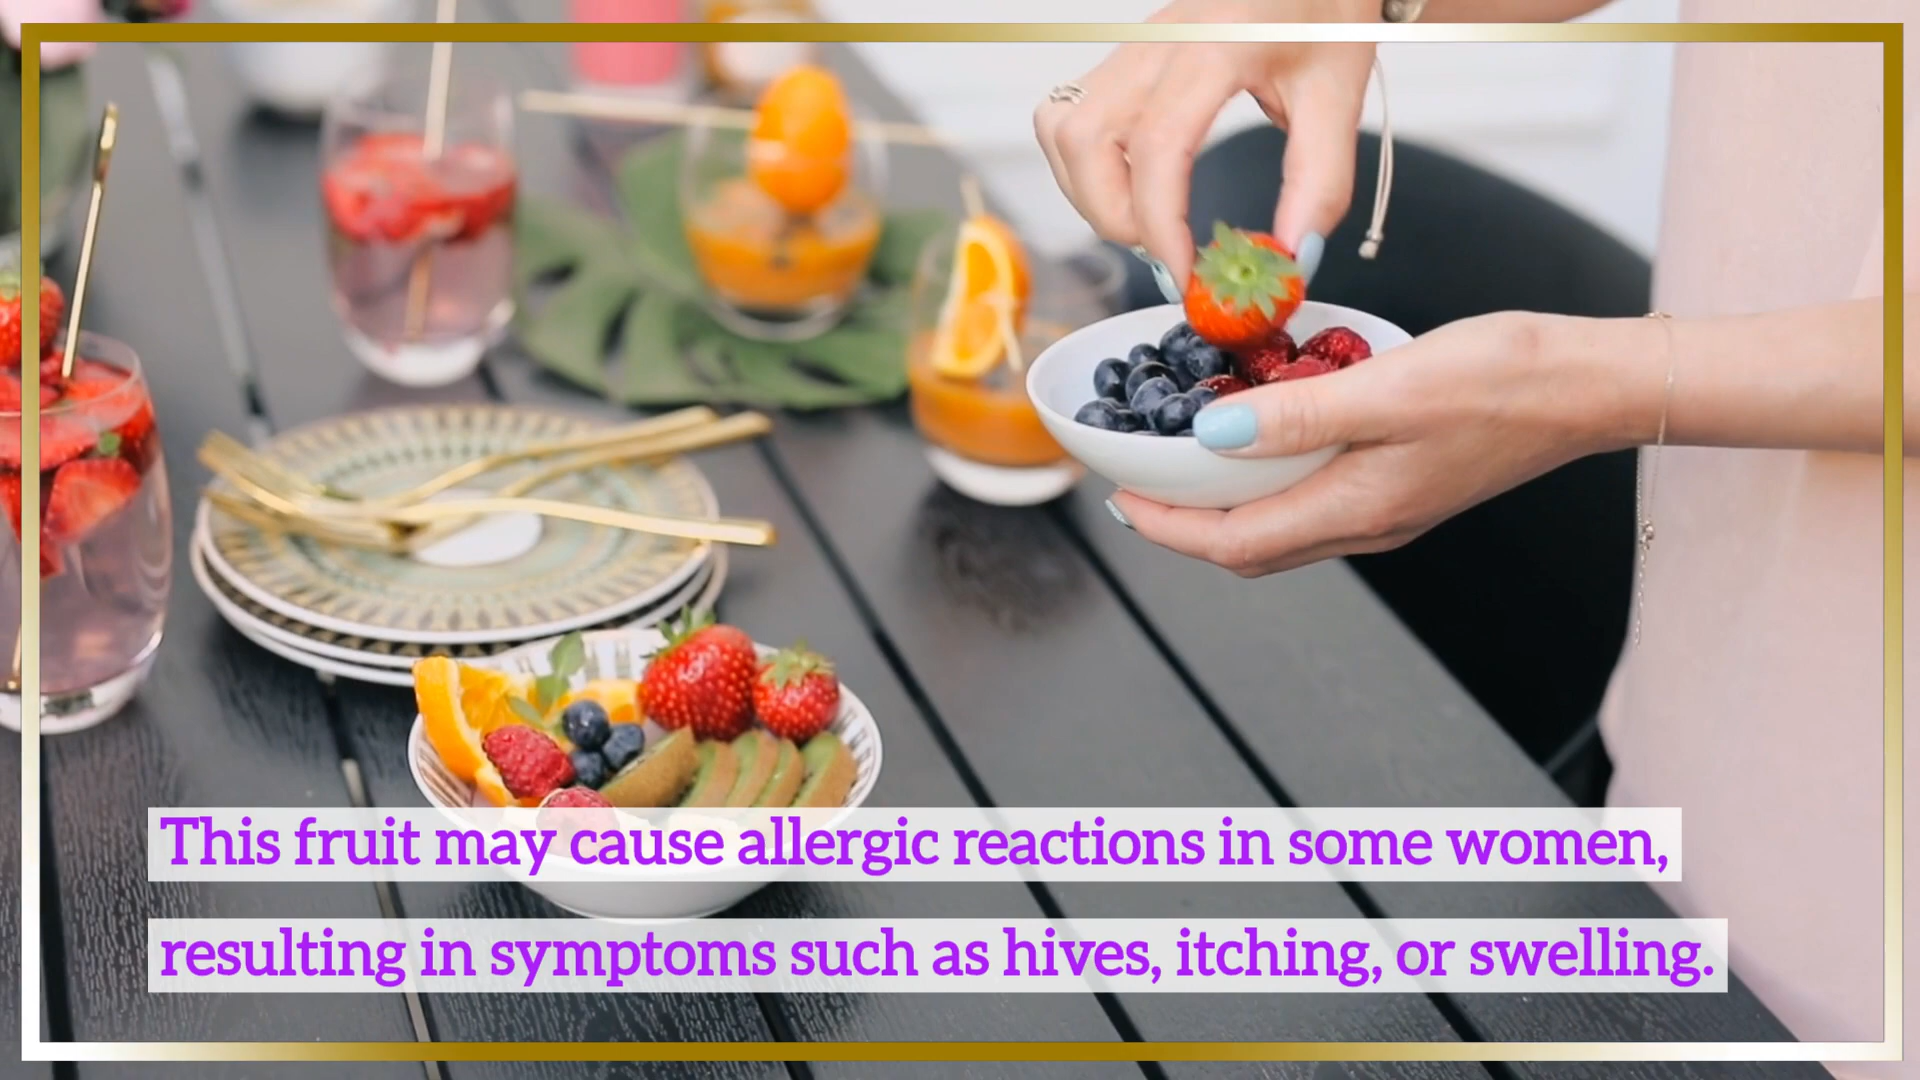 This fruit may cause allergic reactions in some women,
resulting in symptoms such as hives, itching, or swelling.